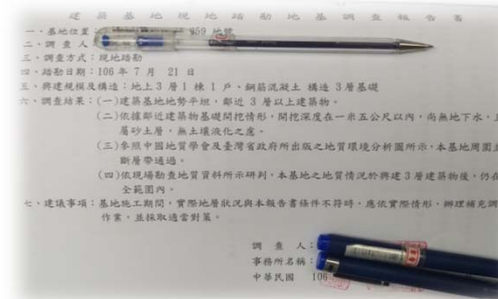 建築基地現地踏勘地基調查報告書
一、基地位置 959 地號
二、調查人
三、調查方式:現地踏勘
四、踏勘日期:106 年 7 月 21 日
五、興建規模及構造:地上 3 層 1 棟 1 戶、鋼筋混凝土 構造 3 層基礎
六、調查結果:(一)建築基地地勢平坦,鄰近 3 層以上建築物。
(二)依據鄰近建築物基礎開挖情形,開挖深度在一米五公尺以內,尚無地下水,
屬砂土層,無土壤液化之慮。
(三)參照中國地質學會及臺灣省政府所出版之地質環境分析圖所示,本基地周圍
斷層帶通過。
(四)依現場勘查地質資料所示研判,本基地之地質情況於興建 3 層建築物後,仍在
全範圍內。
七、建議事項:基地施工期間,實際地層狀況與本報告書條件不符時,應依實際情形,辦理補充調
作業,並採取適當對策。
調 查 人:
事務所名稱:
中華民國 106